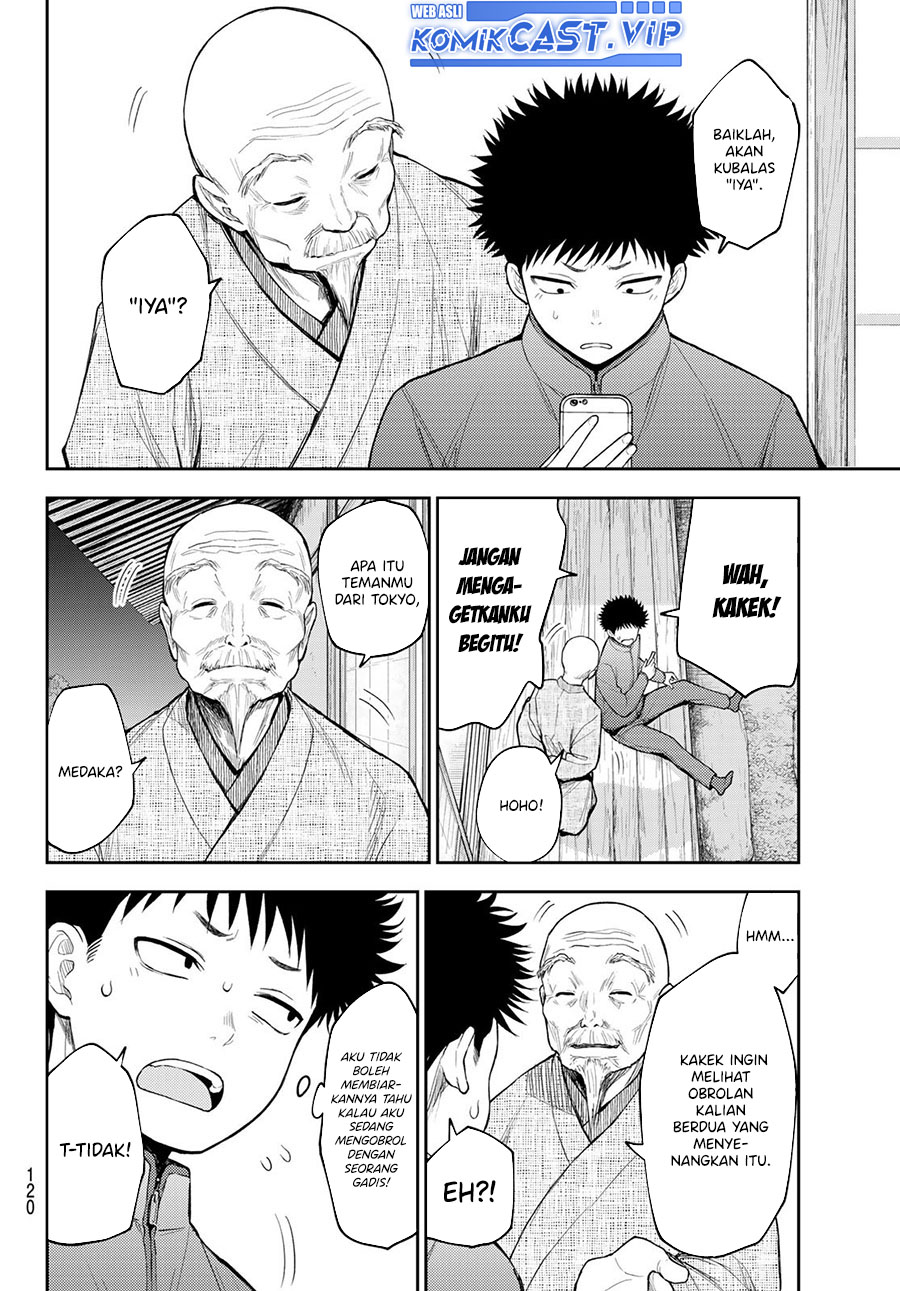 WEB ASLI
KOMIKCAST.VIP
BAIKLAH,
AKAN
KUBALAS
"IYA".
"IYA"?
WAH,
KAKEK!
JANGAN
MENGA-
GETKANKU
BEGITU!
HOHO!
APA ITU
TEMANMU
DARI TOKYO,
MEDAKA?
HMM...
KAKEK INGIN
MELIHAT
OBROLAN
KALIAN
BERDUA YANG
MENYE-
NANGKAN ITU.
EH?!
AKU TIDAK
BOLEH
MEMBIAR-
KANNYA TAHU
KALAU AKU
SEDANG
MENGOBROL
DENGAN
SEORANG
GADIS!
T-TIDAK!
120